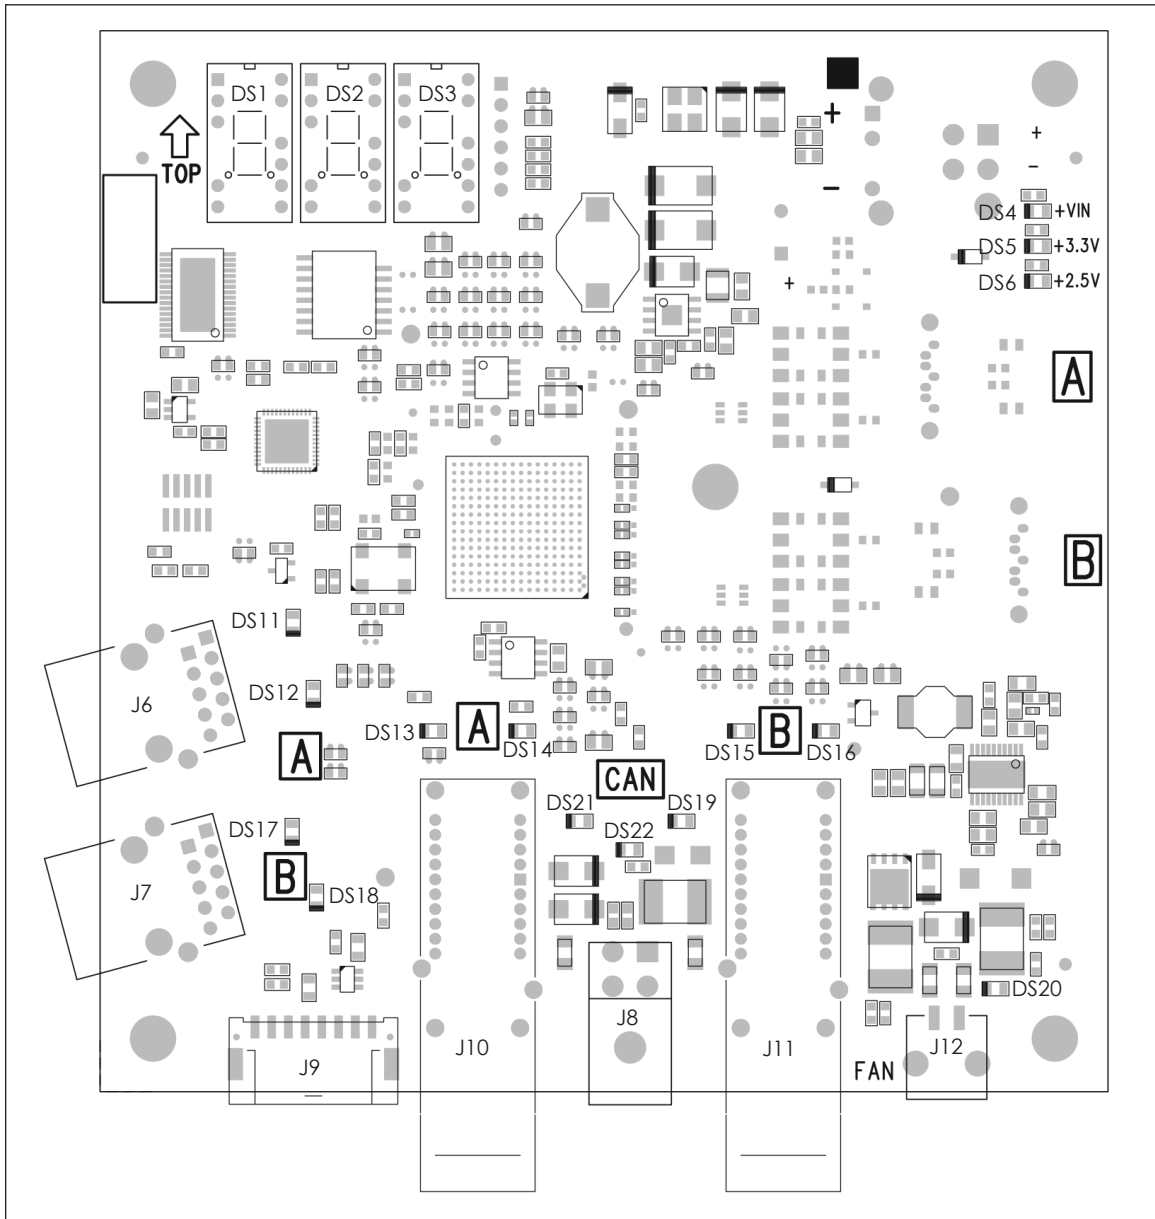 DS1 DS2 DS3
TOP
+
-
+
-
DS4 +VIN
DS5 +3.3V
DS6 +2.5V
+
A
B
DS11
J6
DS12
A
DS13 A DS14
DS15 B DS16
CAN
DS21 DS19
DS22
DS17
J7
B
DS18
DS20
J8
J9
J10
J11
J12
FAN